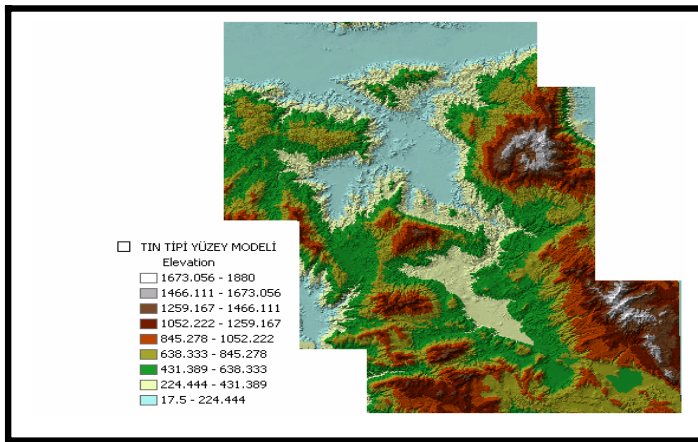 TIN TİPİ YÜZEY MODELİ
Elevation
1673.056 - 1880
1466.111 - 1673.056
1259.167 - 1466.111
1052.222 - 1259.167
845.278 - 1052.222
638.333 - 845.278
431.389 - 638.333
224.444 - 431.389
17.5 - 224.444